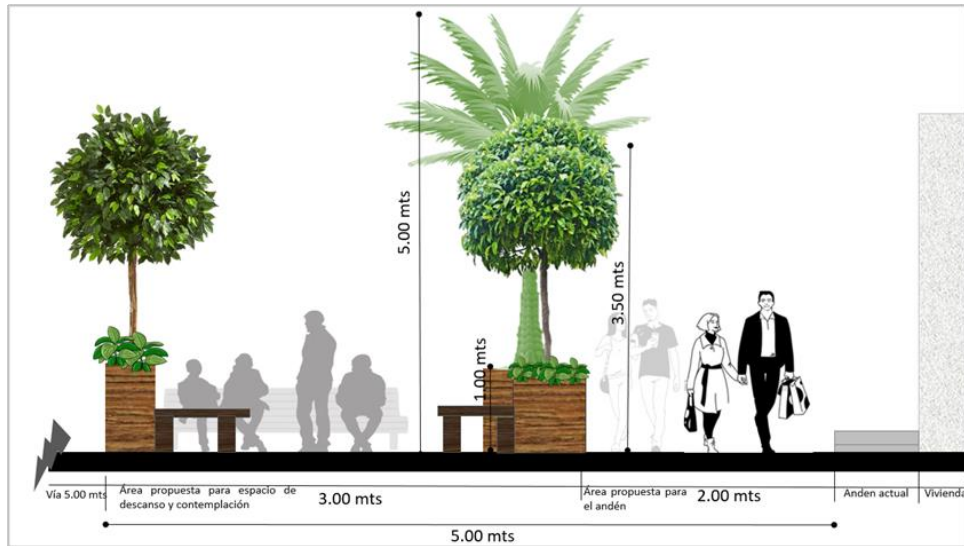 5.00 mts
3.50 mts
1.00 mts
Vía 5.00 mts
Área propuesta para espacio de
descanso y contemplación
3.00 mts
Área propuesta para
el andén
2.00 mts
Anden actual
Vivienda
5.00 mts